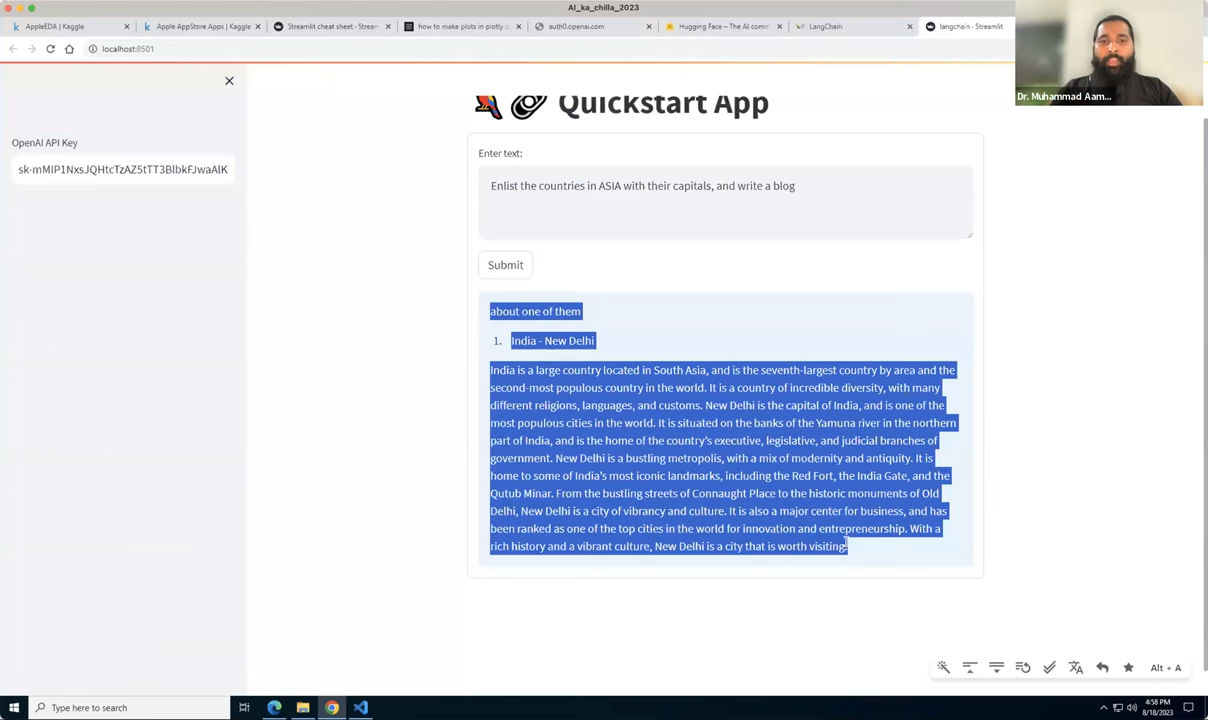 AI_ka_chilla_2023
AppleEDA | Kaggle
Apple AppStore Apps | Kaggle
Streamlit cheat sheet - Stream
how to make plots in plotly c
auth0.openai.com
Hugging Face – The AI comm
LangChain
langchain · Streamlit
localhost:8501
Dr. Muhammad Aam...
Quickstart App
OpenAI API Key
Enter text:
Enlist the countries in ASIA with their capitals, and write a blog
Submit
about one of them
1. India - New Delhi
India is a large country located in South Asia, and is the seventh-largest country by area and the
second-most populous country in the world. It is a country of incredible diversity, with many
different religions, languages, and customs. New Delhi is the capital of India, and is one of the
most populous cities in the world. It is situated on the banks of the Yamuna river in the northern
part of India, and is the home of the country's executive, legislative, and judicial branches of
government. New Delhi is a bustling metropolis, with a mix of modernity and antiquity. It is
home to some of India's most iconic landmarks, including the Red Fort, the India Gate, and the
Qutub Minar. From the bustling streets of Connaught Place to the historic monuments of Old
Delhi, New Delhi is a city of vibrancy and culture. It is also a major center for business, and has
been ranked as one of the top cities in the world for innovation and entrepreneurship. With a
rich history and a vibrant culture, New Delhi is a city that is worth visiting.
Alt + A
Type here to search
4:58 PM
8/18/2023